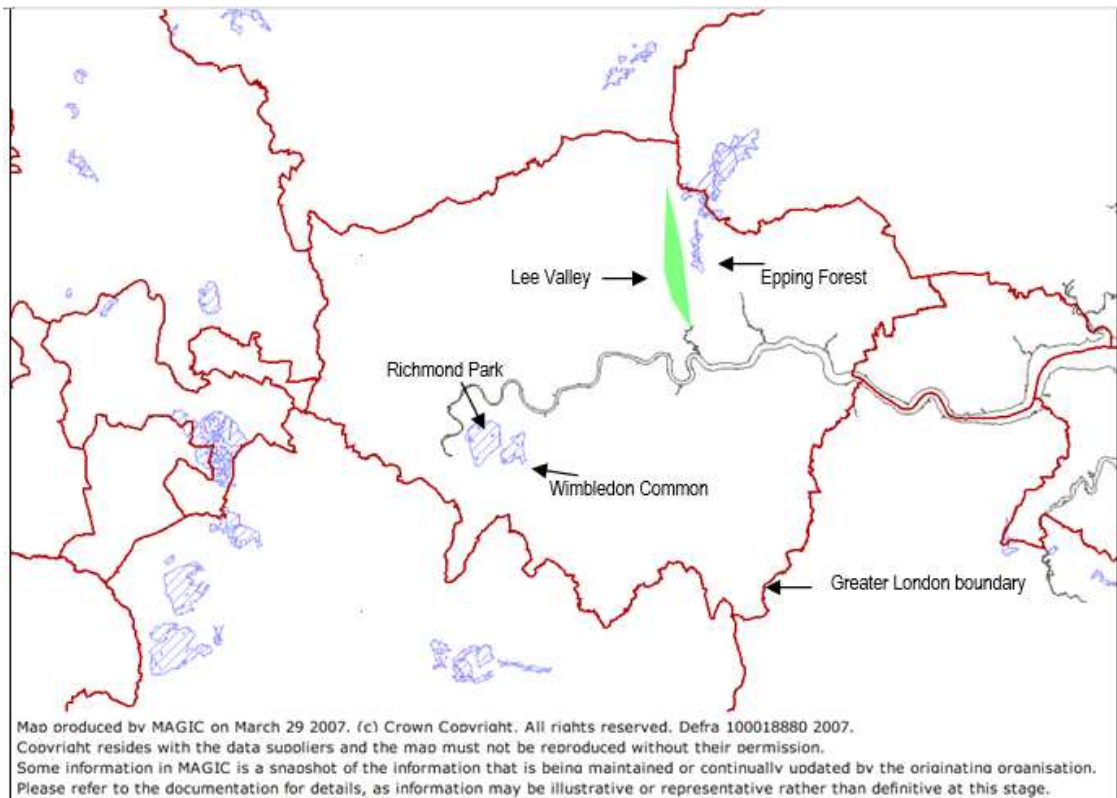 Lee Valley
Epping Forest
Richmond Park
Wimbledon Common
Greater London boundary
Map produced by MAGIC on March 29 2007. (c) Crown Copyright. All rights reserved. Defra 100018880 2007.
Copyright resides with the data suppliers and the map must not be reproduced without their permission.
Some information in MAGIC is a snapshot of the information that is being maintained or continually updated by the originating organisation.
Please refer to the documentation for details, as information may be illustrative or representative rather than definitive at this stage.